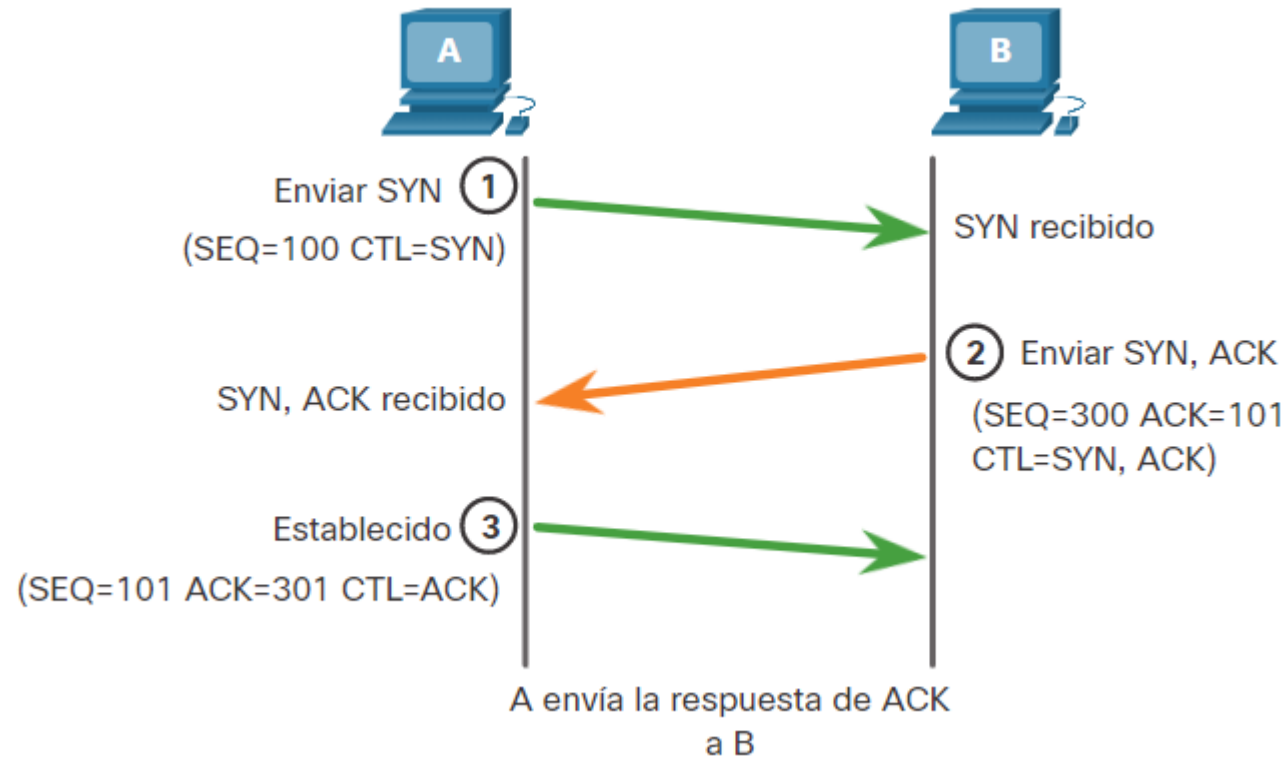 A
B
Enviar SYN 1
(SEQ=100 CTL=SYN)
SYN recibido
2 Enviar SYN, ACK
(SEQ=300 ACK=101
CTL=SYN, ACK)
SYN, ACK recibido
Establecido 3
(SEQ=101 ACK=301 CTL=ACK)
A envía la respuesta de ACK
a B